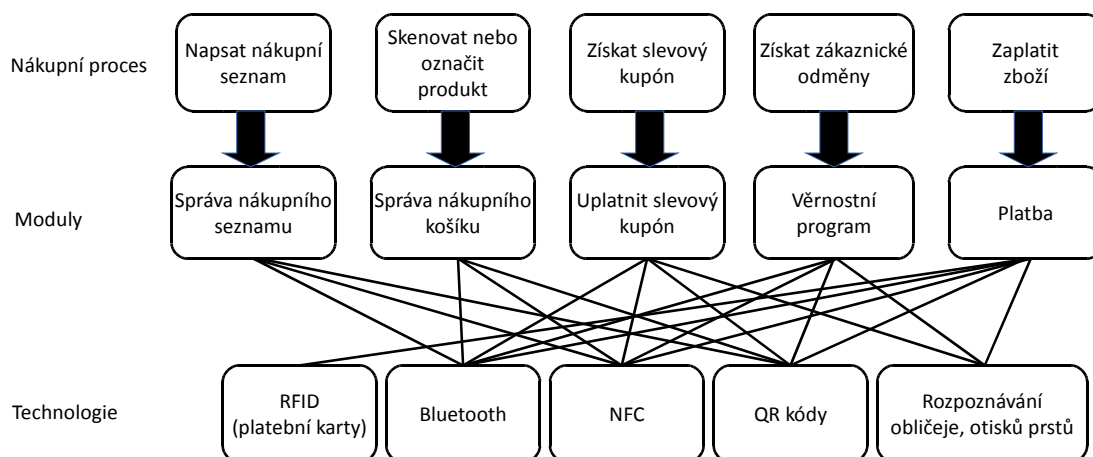 Nákupní proces
Napsat nákupní
seznam
Skenovat nebo
označit
produkt
Získat slevový
kupón
Získat zákaznické
odměny
Zaplatit
zboží
Moduly
Správa nákupního
seznamu
Správa nákupního
košíku
Uplatnit slevový
kupón
Věrnostní
program
Platba
Technologie
RFID
(platební karty)
Bluetooth
NFC
QR kódy
Rozpoznávání
obličeje, otisků prstů